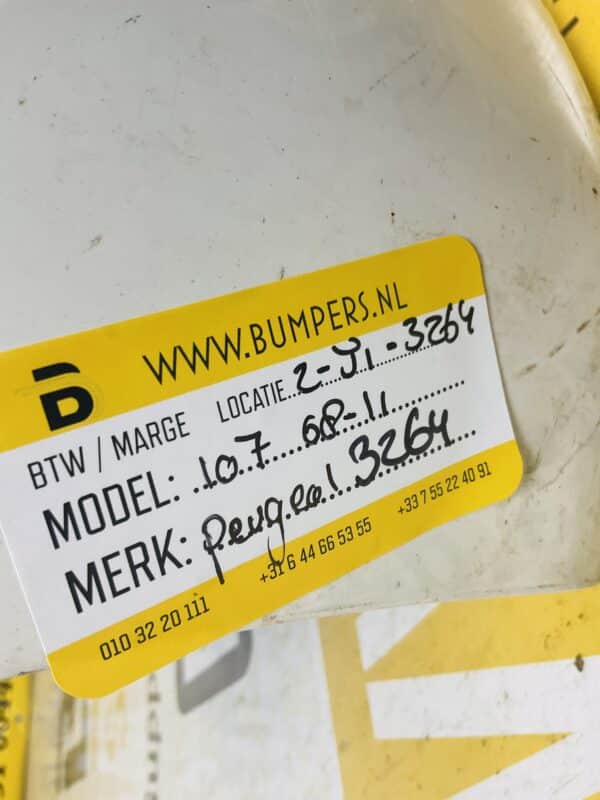 WWW.BUMPERS.NL
BTW / MARGE LOCATIE 2-J1-3264
MODEL: 107 08-11
MERK: Peugeot 3264
010 32 20 111 +31 6 44 66 53 55 +33 7 55 22 40 91